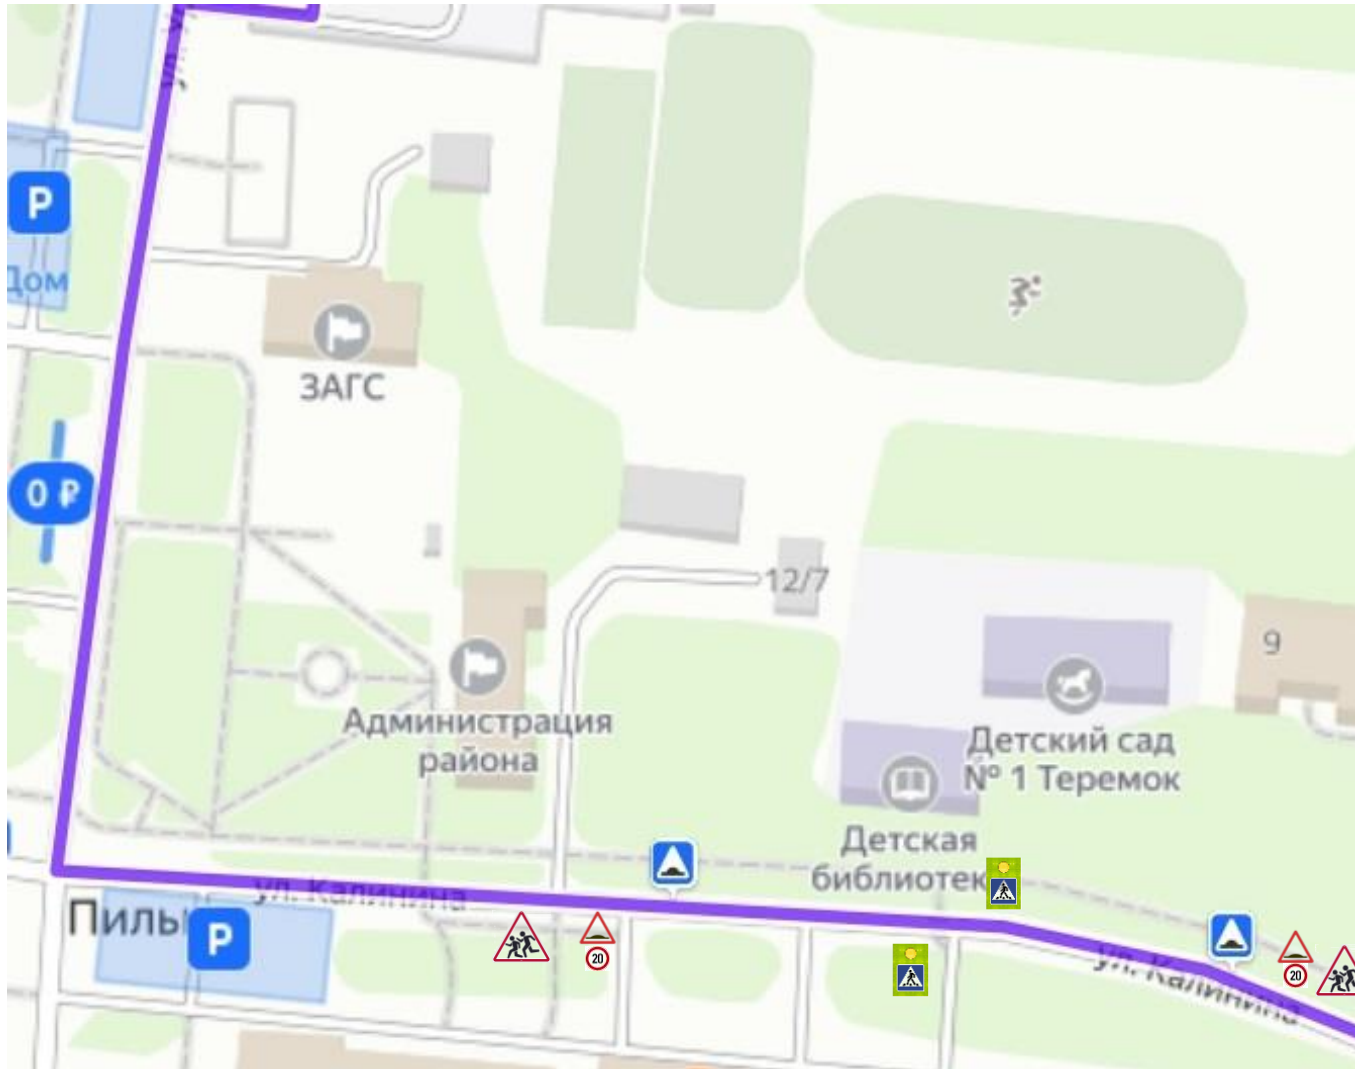 P
Дом
ЗАГС
0 ₽
12/7
9
Администрация
района
Детский сад
№ 1 Теремок
Детская
библиотек
ул. Калинина
Пильн
P
20
ул. Калинина
20